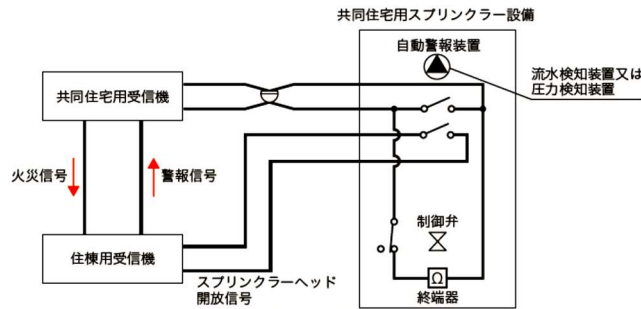 共同住宅用スプリンクラー設備
自動警報装置
流水検知装置又は
圧力検知装置
共同住宅用受信機
火災信号
警報信号
制御弁
住棟用受信機
スプリンクラーヘッド
開放信号
Ω
終端器